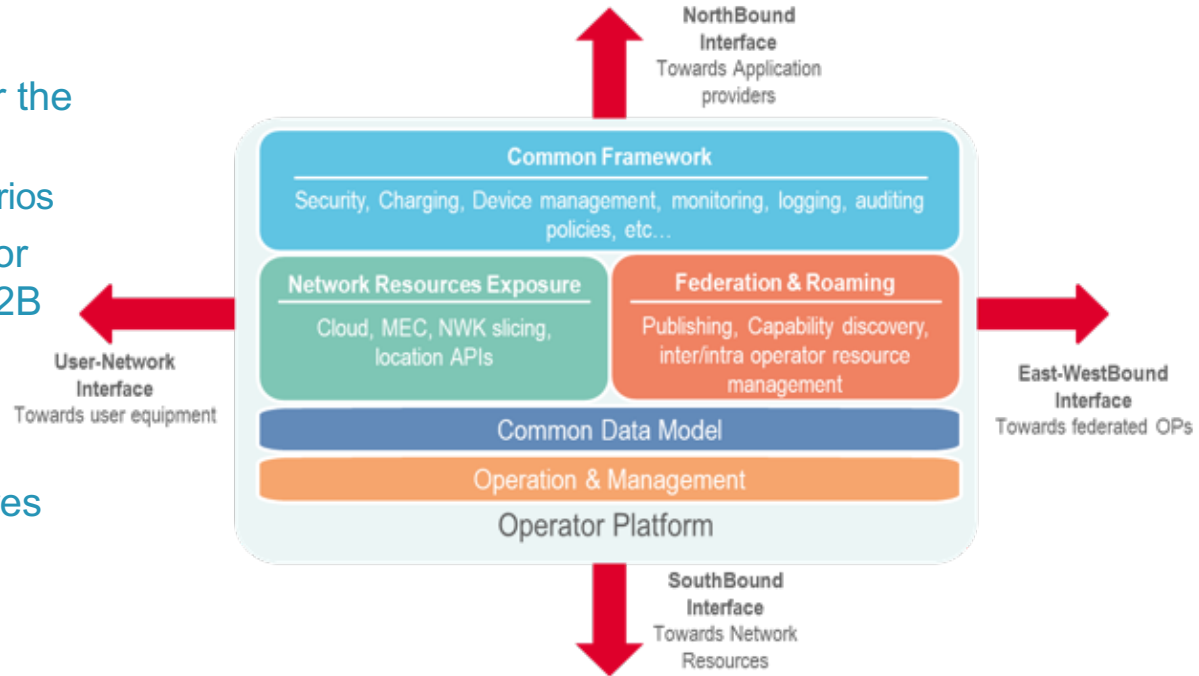 r the
rios
or
2B
es
NorthBound
Interface
Towards Application
providers
Common Framework
Security, Charging, Device management, monitoring, logging, auditing
policies, etc...
Network Resources Exposure
Cloud, MEC, NWK slicing,
location APIs
Federation & Roaming
Publishing, Capability discovery,
inter/intra operator resource
management
User-Network
Interface
Towards user equipment
East-WestBound
Interface
Towards federated OPs
Common Data Model
Operation & Management
Operator Platform
SouthBound
Interface
Towards Network
Resources